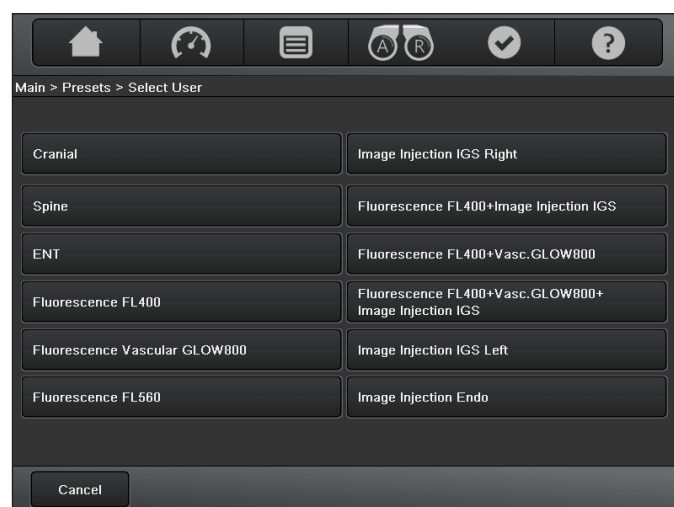 A R ?
Main > Presets > Select User
Cranial
Spine
ENT
Fluorescence FL400
Fluorescence Vascular GLOW800
Fluorescence FL560
Image Injection IGS Right
Fluorescence FL400+Image Injection IGS
Fluorescence FL400+Vasc.GLOW800
Fluorescence FL400+Vasc.GLOW800+
Image Injection IGS
Image Injection IGS Left
Image Injection Endo
Cancel